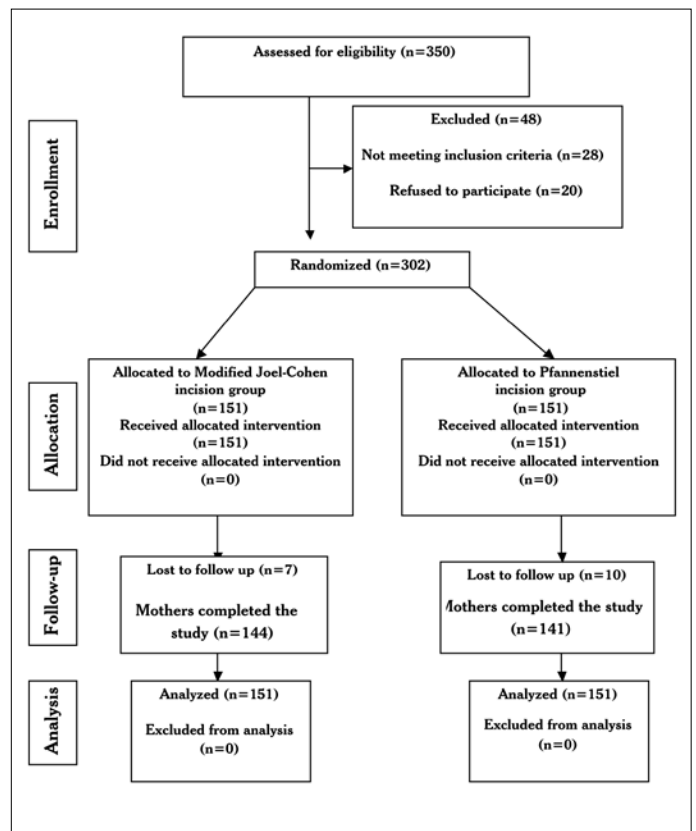 Assessed for eligibility (n=350)
Enrollment
Excluded (n=48)
Not meeting inclusion criteria (n=28)
Refused to participate (n=20)
Randomized (n=302)
Allocation
Allocated to Modified Joel-Cohen
incision group
(n=151)
Received allocated intervention
(n=151)
Did not receive allocated intervention
(n=0)
Allocated to Pfannenstiel
incision group
(n=151)
Received allocated intervention
(n=151)
Did not receive allocated intervention
(n=0)
Follow-up
Lost to follow up (n=7)
Mothers completed the
study (n=144)
Lost to follow up (n=10)
Mothers completed the study
(n=141)
Analysis
Analyzed (n=151)
Excluded from analysis
(n=0)
Analyzed (n=151)
Excluded from analysis
(n=0)